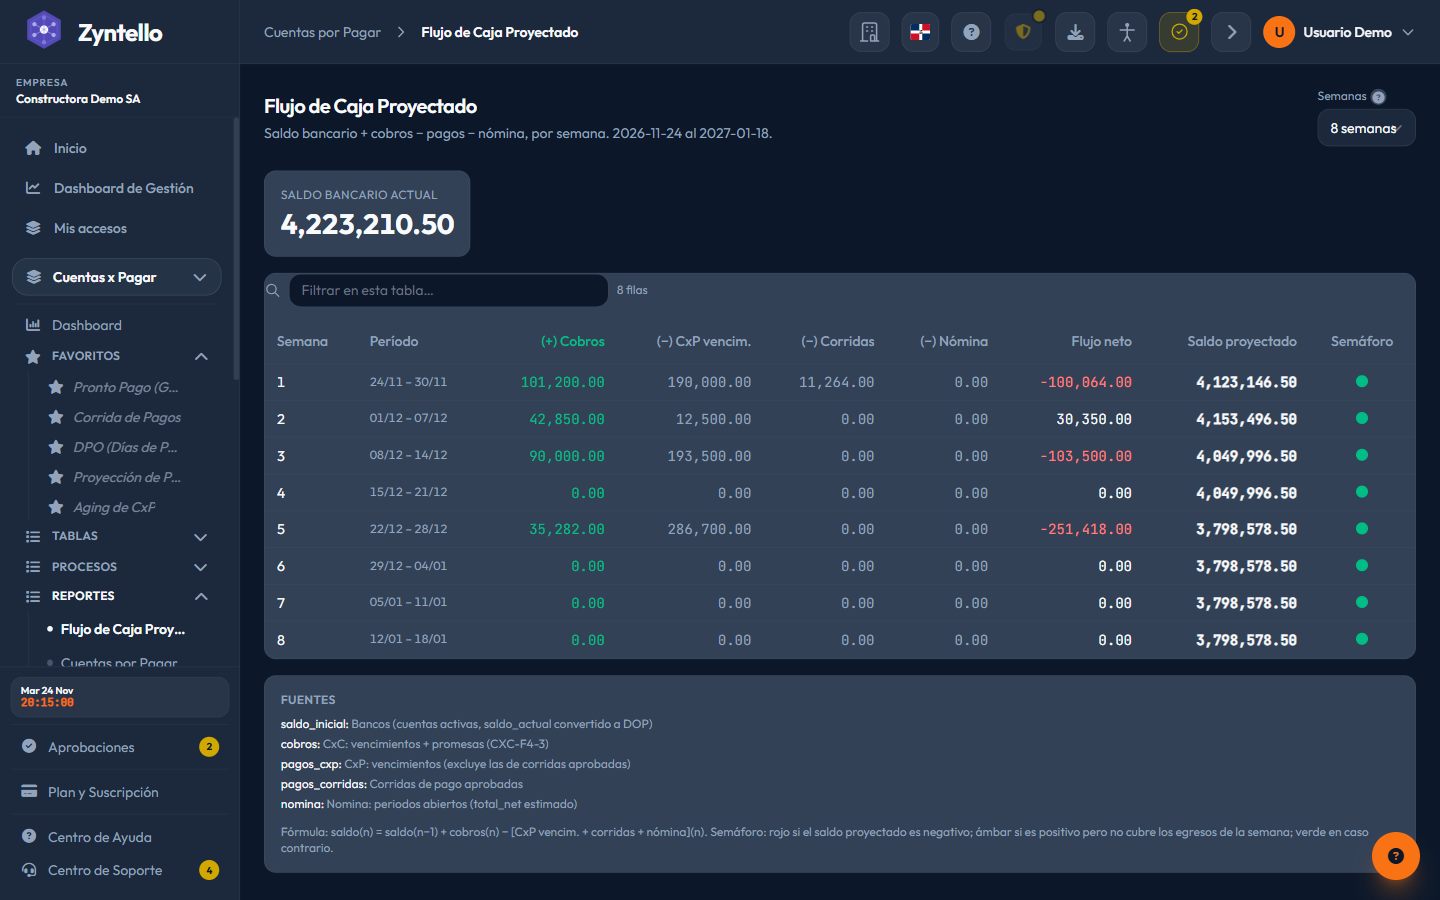 Zyntello
Cuentas por Pagar > Flujo de Caja Proyectado
2
U
Usuario Demo
EMPRESA
Constructora Demo SA
Inicio
Dashboard de Gestión
Mis accesos
Cuentas x Pagar
Dashboard
FAVORITOS
Pronto Pago (G...
Corrida de Pagos
DPO (Días de P...
Proyección de P...
Aging de CxP
TABLAS
PROCESOS
REPORTES
Flujo de Caja Proy...
Cuentas por Pagar
Mar 24 Nov
20:15:00
Aprobaciones 2
Plan y Suscripción
Centro de Ayuda
Centro de Soporte 4
Flujo de Caja Proyectado
Saldo bancario + cobros − pagos − nómina, por semana. 2026-11-24 al 2027-01-18.
Semanas ?
8 semanas
SALDO BANCARIO ACTUAL
4,223,210.50
Filtrar en esta tabla... 8 filas
Semana Período (+) Cobros (−) CxP vencim. (−) Corridas (−) Nómina Flujo neto Saldo proyectado Semáforo
1 24/11 – 30/11 101,200.00 190,000.00 11,264.00 0.00 -100,064.00 4,123,146.50
2 01/12 – 07/12 42,850.00 12,500.00 0.00 0.00 30,350.00 4,153,496.50
3 08/12 – 14/12 90,000.00 193,500.00 0.00 0.00 -103,500.00 4,049,996.50
4 15/12 – 21/12 0.00 0.00 0.00 0.00 0.00 4,049,996.50
5 22/12 – 28/12 35,282.00 286,700.00 0.00 0.00 -251,418.00 3,798,578.50
6 29/12 – 04/01 0.00 0.00 0.00 0.00 0.00 3,798,578.50
7 05/01 – 11/01 0.00 0.00 0.00 0.00 0.00 3,798,578.50
8 12/01 – 18/01 0.00 0.00 0.00 0.00 0.00 3,798,578.50
FUENTES
saldo_inicial: Bancos (cuentas activas, saldo_actual convertido a DOP)
cobros: CxC: vencimientos + promesas (CXC-F4-3)
pagos_cxp: CxP: vencimientos (excluye las de corridas aprobadas)
pagos_corridas: Corridas de pago aprobadas
nomina: Nomina: periodos abiertos (total_net estimado)
Fórmula: saldo(n) = saldo(n−1) + cobros(n) − [CxP vencim. + corridas + nómina](n). Semáforo: rojo si el saldo proyectado es negativo; ámbar si es positivo pero no cubre los egresos de la semana; verde en caso
contrario.